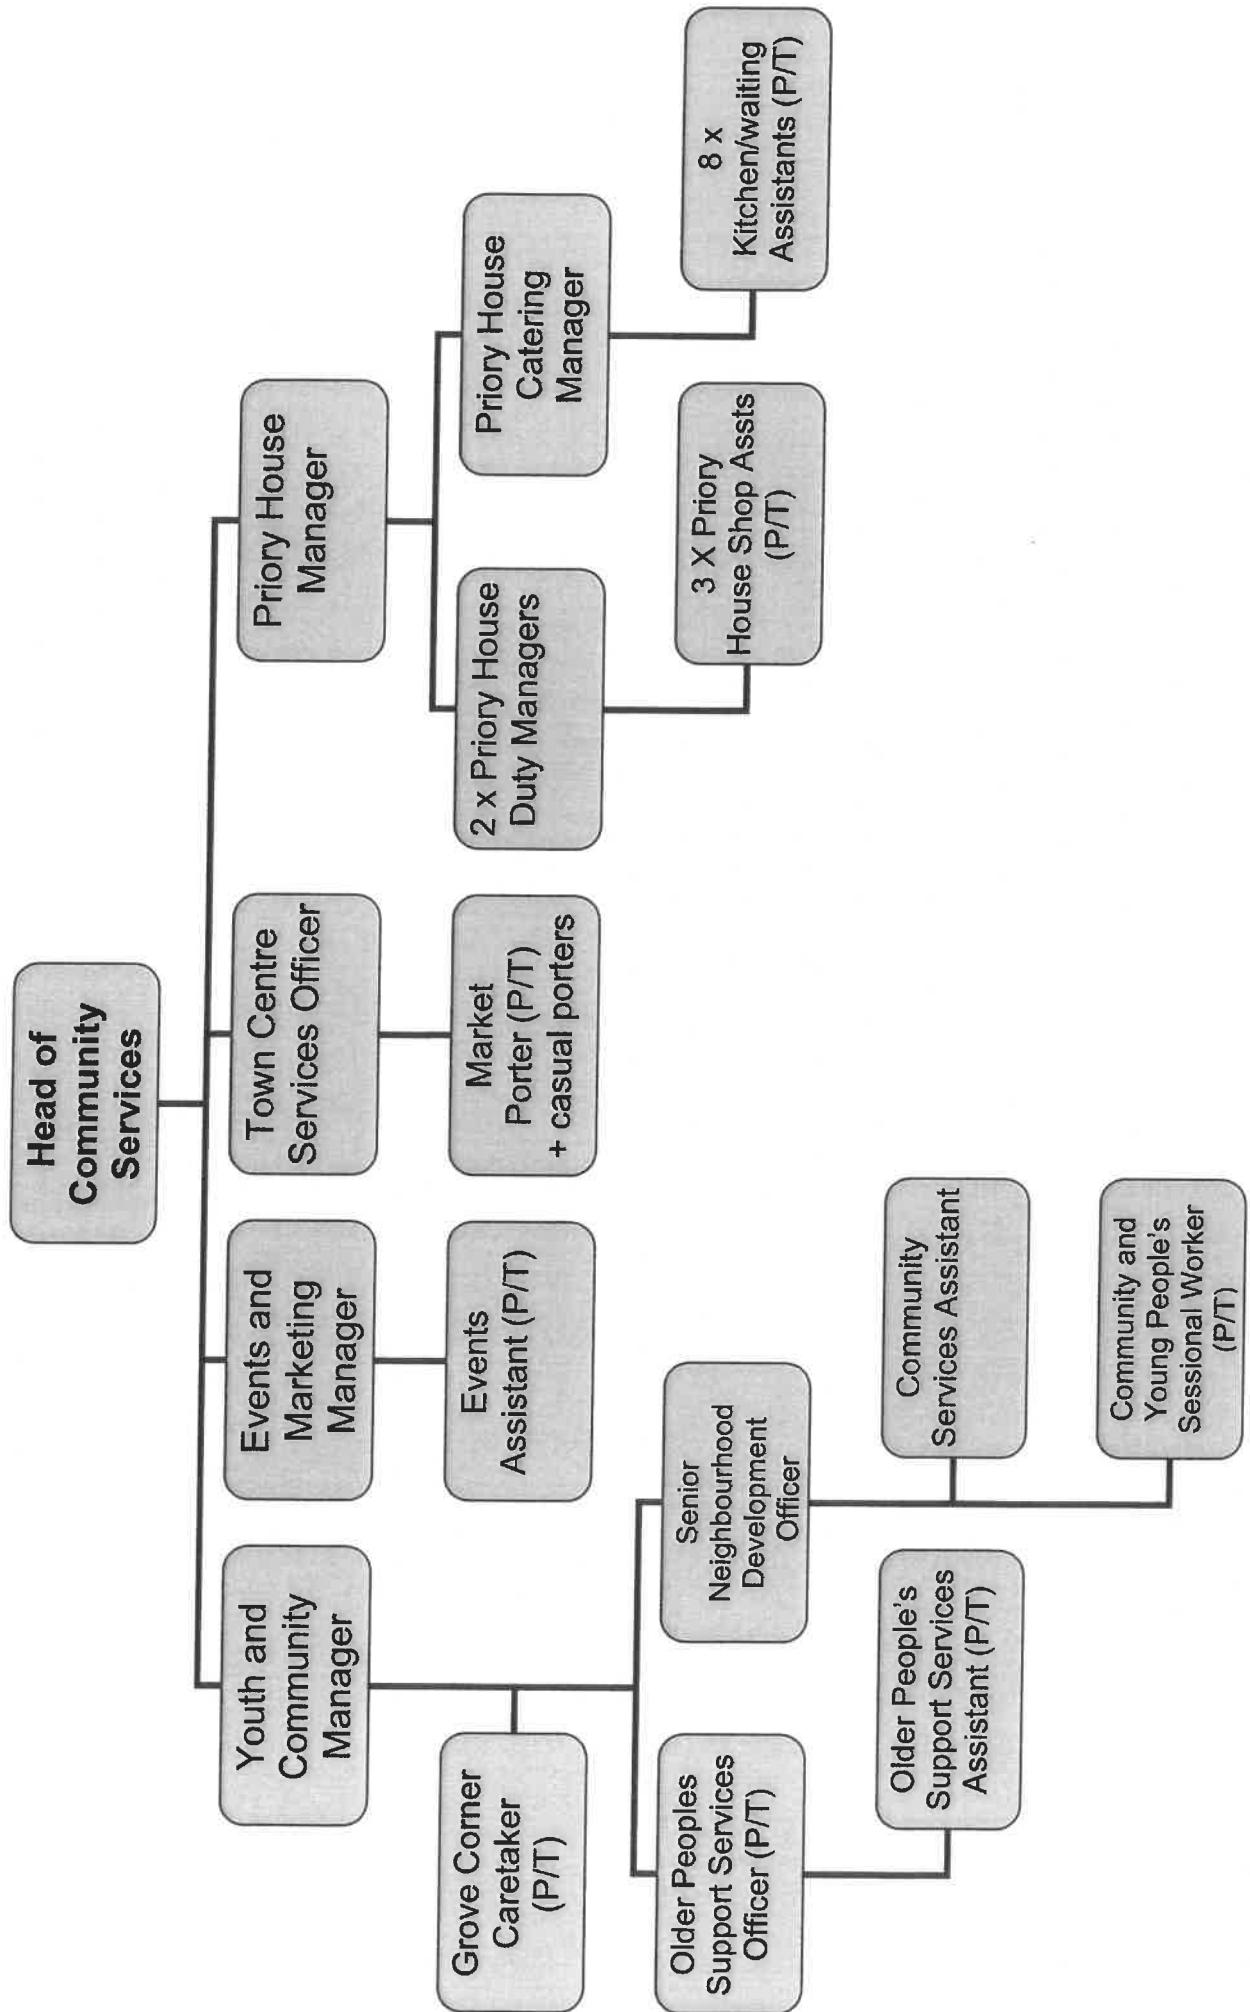 Head of
Community
Services
Youth and
Community
Manager
Events and
Marketing
Manager
Town Centre
Services Officer
Priory House
Manager
Grove Corner
Caretaker
(P/T)
Events
Assistant (P/T)
Market
Porter (P/T)
+ casual porters
2 x Priory House
Duty Managers
Priory House
Catering
Manager
Older Peoples
Support Services
Officer (P/T)
Senior
Neighbourhood
Development
Officer
3 X Priory
House Shop Assts
(P/T)
8 x
Kitchen/waiting
Assistants (P/T)
Older People's
Support Services
Assistant (P/T)
Community
Services Assistant
Community and
Young People's
Sessional Worker
(P/T)